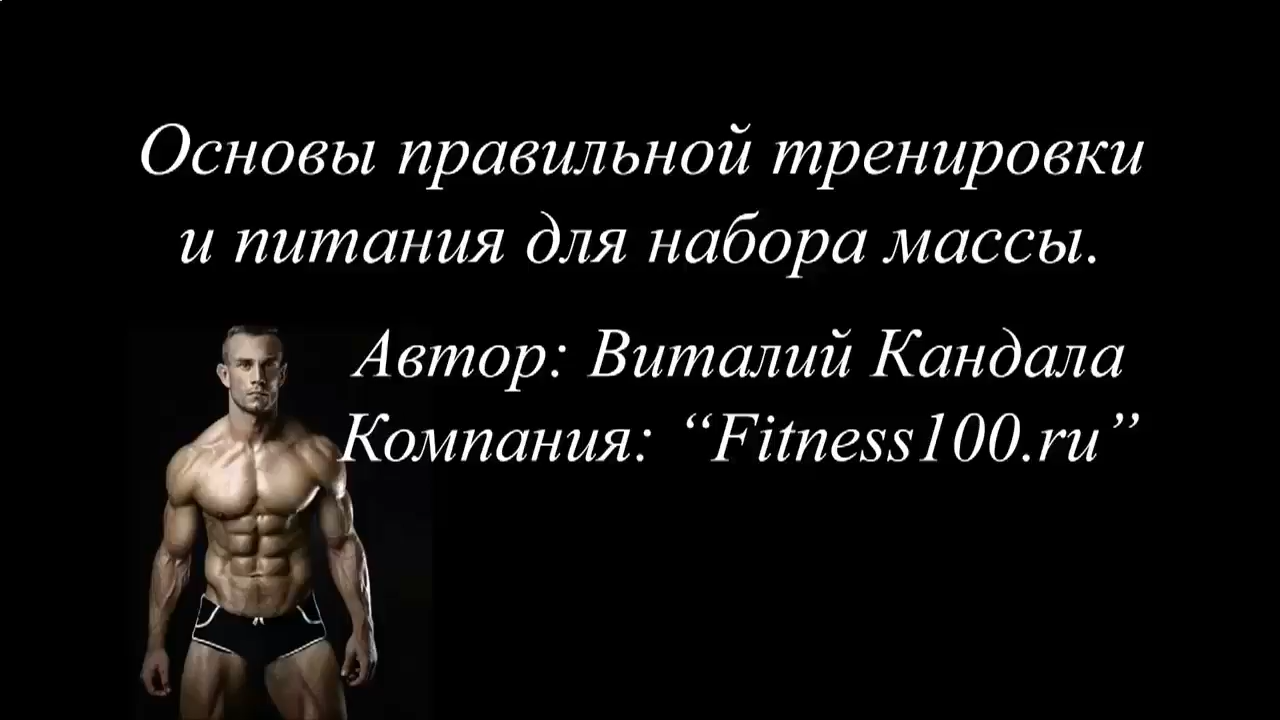 Основы правильной тренировки
и питания для набора массы.
Автор: Виталий Кандала
Компания: “Fitness100.ru”